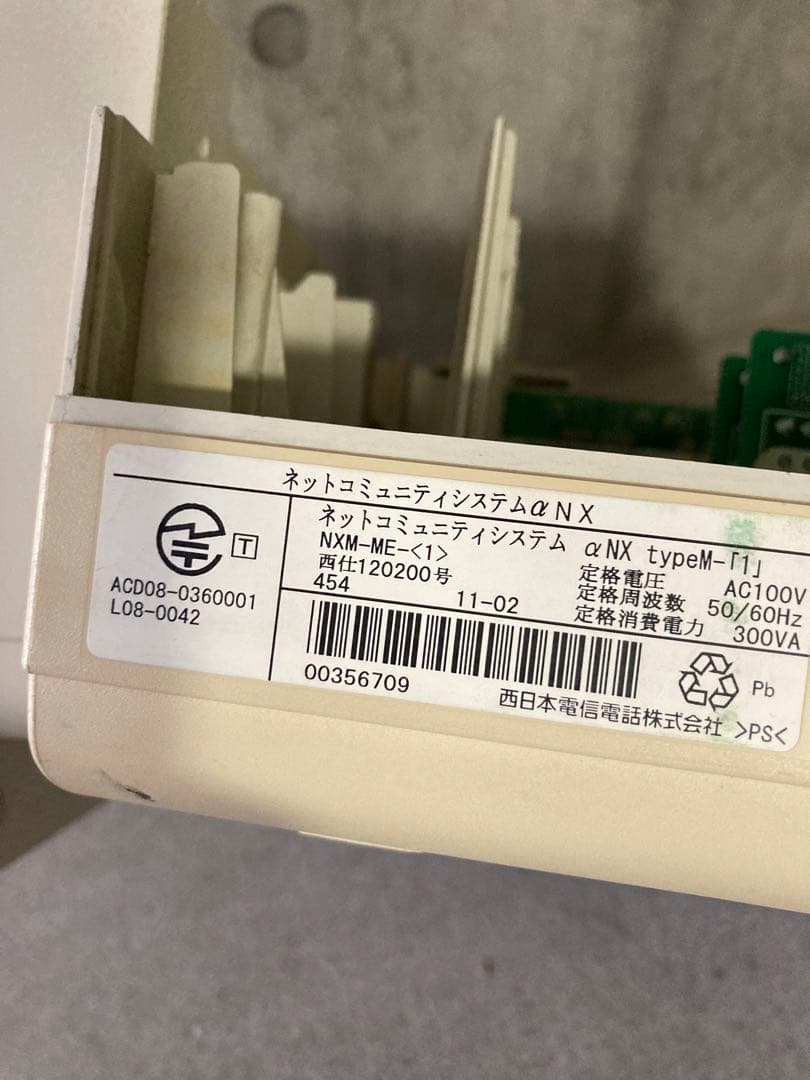 ネットコミュニティシステムαNX
T
ACD08-0360001
L08-0042
ネットコミュニティシステム αNX typeM-「1」
NXM-ME-<1>
西仕120200号
454
11-02
定格電圧 AC100V
定格周波数 50/60Hz
定格消費電力 300VA
00356709
Pb
西日本電信電話株式会社 >PS<